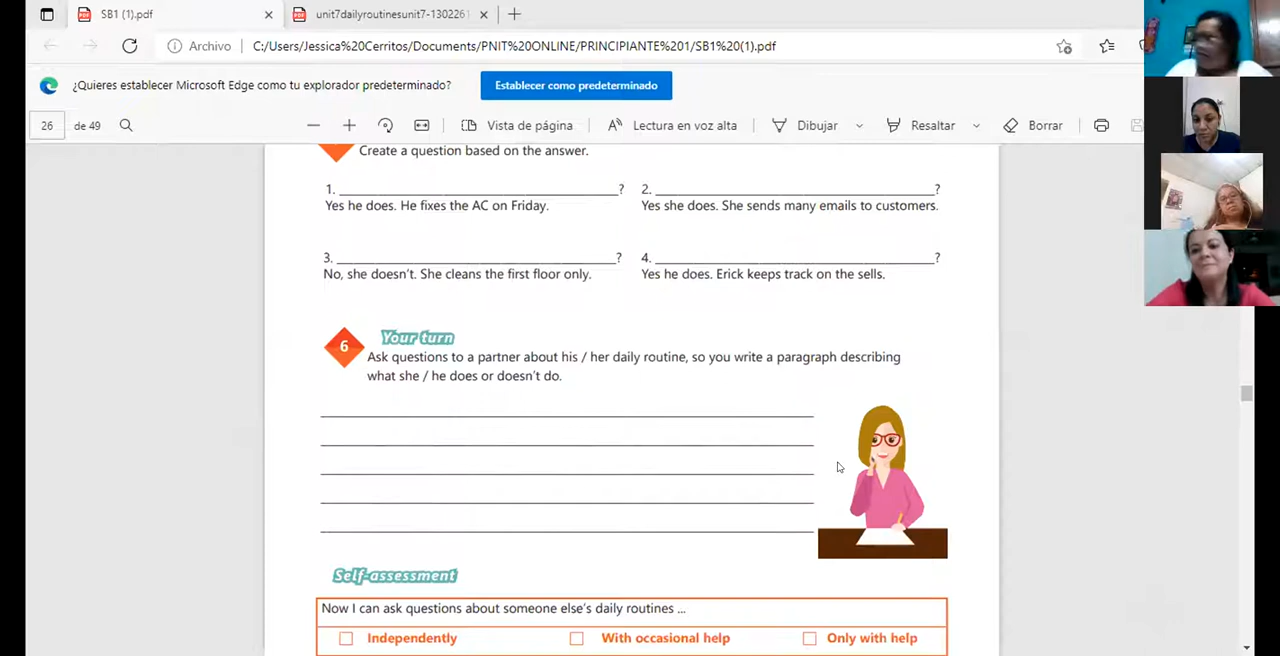 SB1 (1).pdf
unit7dailyroutinesunit7-1302261
Archivo
C:/Users/Jessica%20Cerritos/Documents/PNIT%20ONLINE/PRINCIPIANTE%201/SB1%20(1).pdf
¿Quieres establecer Microsoft Edge como tu explorador predeterminado?
Establecer como predeterminado
26 de 49
Vista de página
Lectura en voz alta
Dibujar
Resaltar
Borrar
Create a question based on the answer.
1. ______________________________?
Yes he does. He fixes the AC on Friday.
2. ______________________________?
Yes she does. She sends many emails to customers.
3. ______________________________?
No, she doesn't. She cleans the first floor only.
4. ______________________________?
Yes he does. Erick keeps track on the sells.
6
Your turn
Ask questions to a partner about his / her daily routine, so you write a paragraph describing
what she / he does or doesn't do.
Self-assessment
Now I can ask questions about someone else's daily routines ...
Independently
With occasional help
Only with help